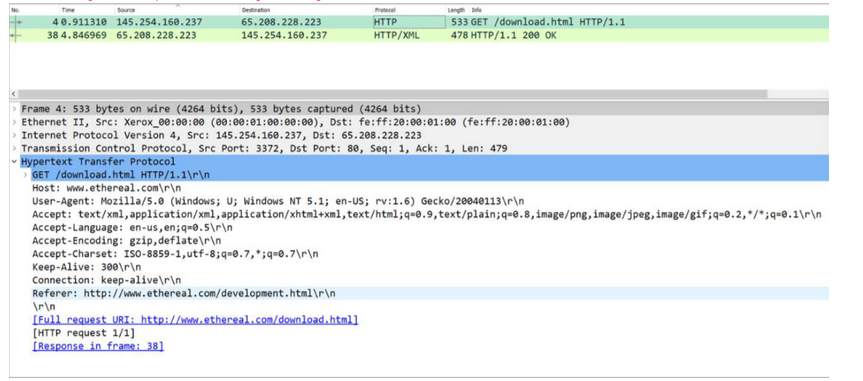 No. Time Source Destination Protocol Length Info
4 0.911310 145.254.160.237 65.208.228.223 HTTP 533 GET /download.html HTTP/1.1
38 4.846969 65.208.228.223 145.254.160.237 HTTP/XML 478 HTTP/1.1 200 OK
Frame 4: 533 bytes on wire (4264 bits), 533 bytes captured (4264 bits)
Ethernet II, Src: Xerox_00:00:00 (00:00:01:00:00:00), Dst: fe:ff:20:00:01:00 (fe:ff:20:00:01:00)
Internet Protocol Version 4, Src: 145.254.160.237, Dst: 65.208.228.223
Transmission Control Protocol, Src Port: 3372, Dst Port: 80, Seq: 1, Ack: 1, Len: 479
Hypertext Transfer Protocol
GET /download.html HTTP/1.1\r\n
Host: www.ethereal.com\r\n
User-Agent: Mozilla/5.0 (Windows; U; Windows NT 5.1; en-US; rv:1.6) Gecko/20040113\r\n
Accept: text/xml,application/xml,application/xhtml+xml,text/html;q=0.9,text/plain;q=0.8,image/png,image/jpeg,image/gif;q=0.2,*/*;q=0.1\r\n
Accept-Language: en-us,en;q=0.5\r\n
Accept-Encoding: gzip,deflate\r\n
Accept-Charset: ISO-8859-1,utf-8;q=0.7,*;q=0.7\r\n
Keep-Alive: 300\r\n
Connection: keep-alive\r\n
Referer: http://www.ethereal.com/development.html\r\n
\r\n
[Full request URI: http://www.ethereal.com/download.html]
[HTTP request 1/1]
[Response in frame: 38]